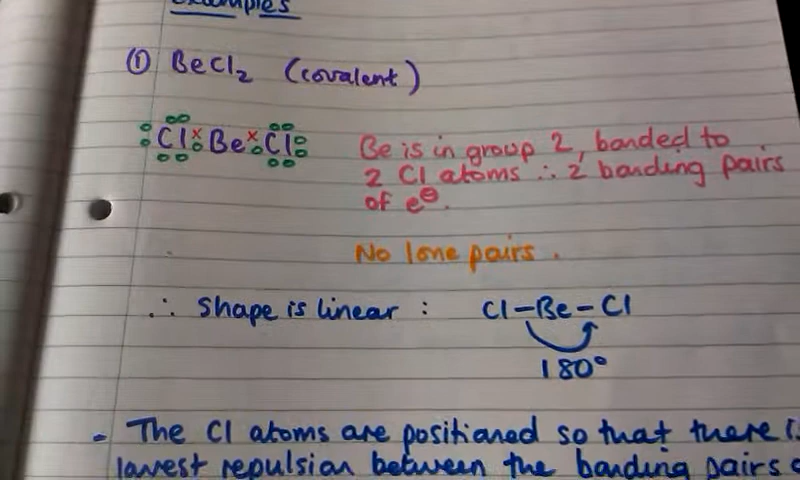 Examples
① BeCl₂ (covalent)
Cl Be Cl
Be is in group 2, bonded to
2 Cl atoms ∴ 2 bonding pairs
of e⊖.
No lone pairs.
∴ Shape is linear : Cl–Be–Cl
180°
- The Cl atoms are positioned so that there is
lowest repulsion between the bonding pairs